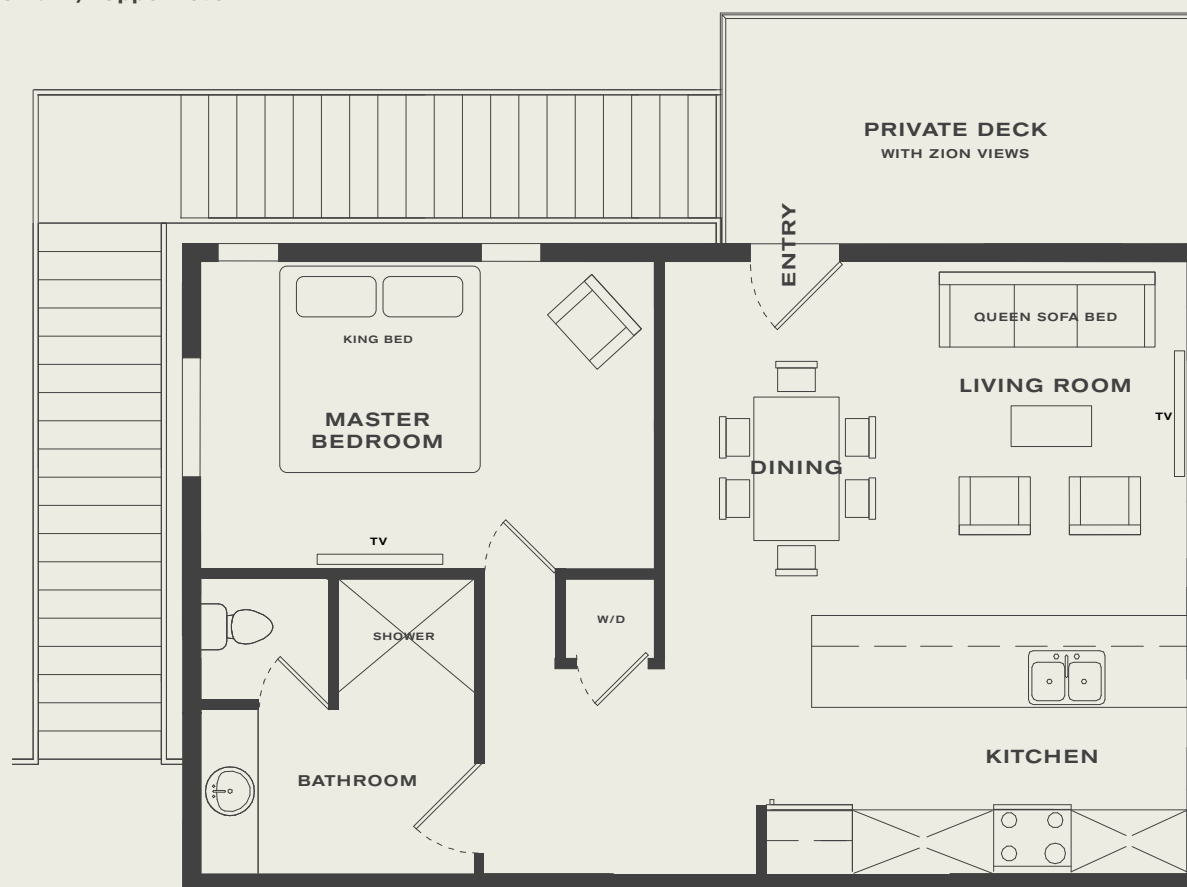 PRIVATE DECK
WITH ZION VIEWS
ENTRY
KING BED
MASTER
BEDROOM
TV
QUEEN SOFA BED
LIVING ROOM
TV
DINING
SHOWER
W/D
BATHROOM
KITCHEN